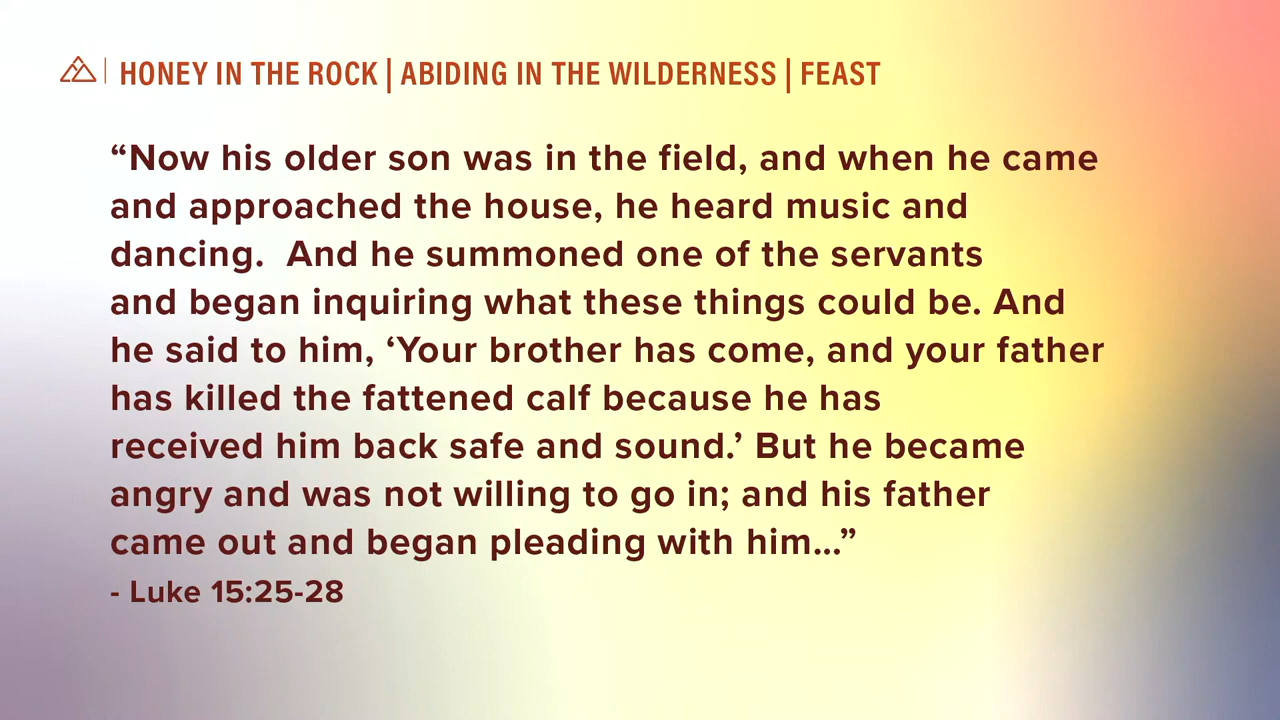 HONEY IN THE ROCK | ABIDING IN THE WILDERNESS | FEAST
“Now his older son was in the field, and when he came
and approached the house, he heard music and
dancing.  And he summoned one of the servants
and began inquiring what these things could be. And
he said to him, ‘Your brother has come, and your father
has killed the fattened calf because he has
received him back safe and sound.’ But he became
angry and was not willing to go in; and his father
came out and began pleading with him...”
- Luke 15:25-28